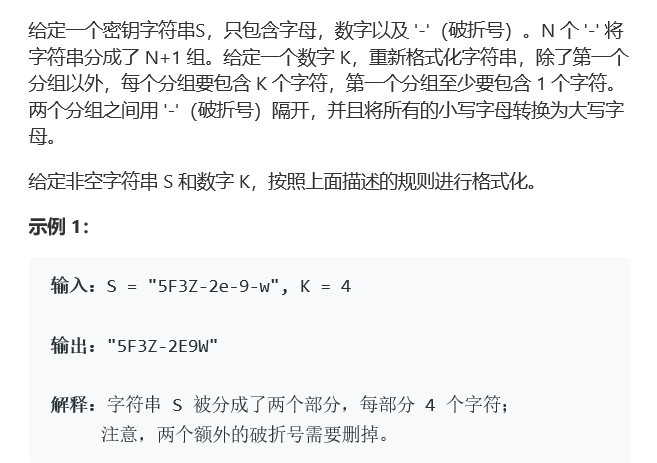 给定一个密钥字符串S，只包含字母，数字以及 '-'（破折号）。N 个 '-' 将
字符串分成了 N+1 组。给定一个数字 K，重新格式化字符串，除了第一个
分组以外，每个分组要包含 K 个字符，第一个分组至少要包含 1 个字符。
两个分组之间用 '-'（破折号）隔开，并且将所有的小写字母转换为大写字
母。
给定非空字符串 S 和数字 K，按照上面描述的规则进行格式化。
示例 1：
输入：S = "5F3Z-2e-9-w", K = 4
输出："5F3Z-2E9W"
解释：字符串 S 被分成了两个部分，每部分 4 个字符；
注意，两个额外的破折号需要删掉。